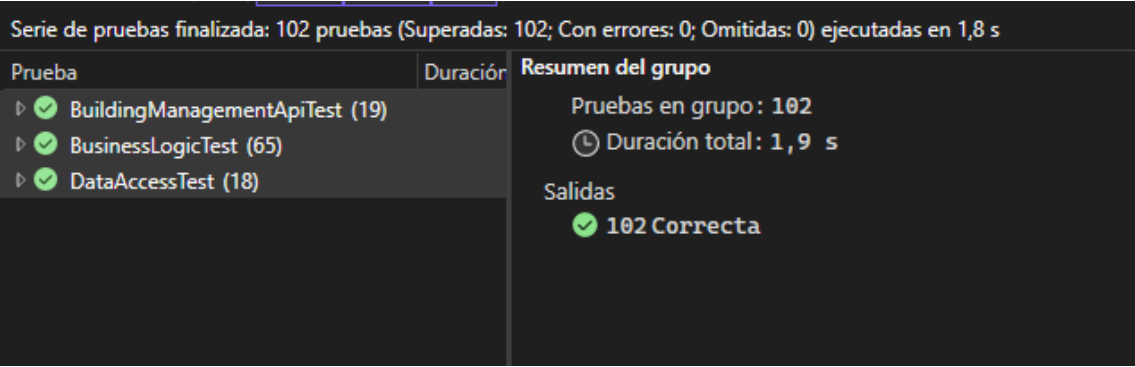 Serie de pruebas finalizada: 102 pruebas (Superadas: 102; Con errores: 0; Omitidas: 0) ejecutadas en 1,8 s
Prueba Duración
BuildingManagementApiTest (19)
BusinessLogicTest (65)
DataAccessTest (18)
Resumen del grupo
Pruebas en grupo: 102
Duración total: 1,9 s
Salidas
102 Correcta